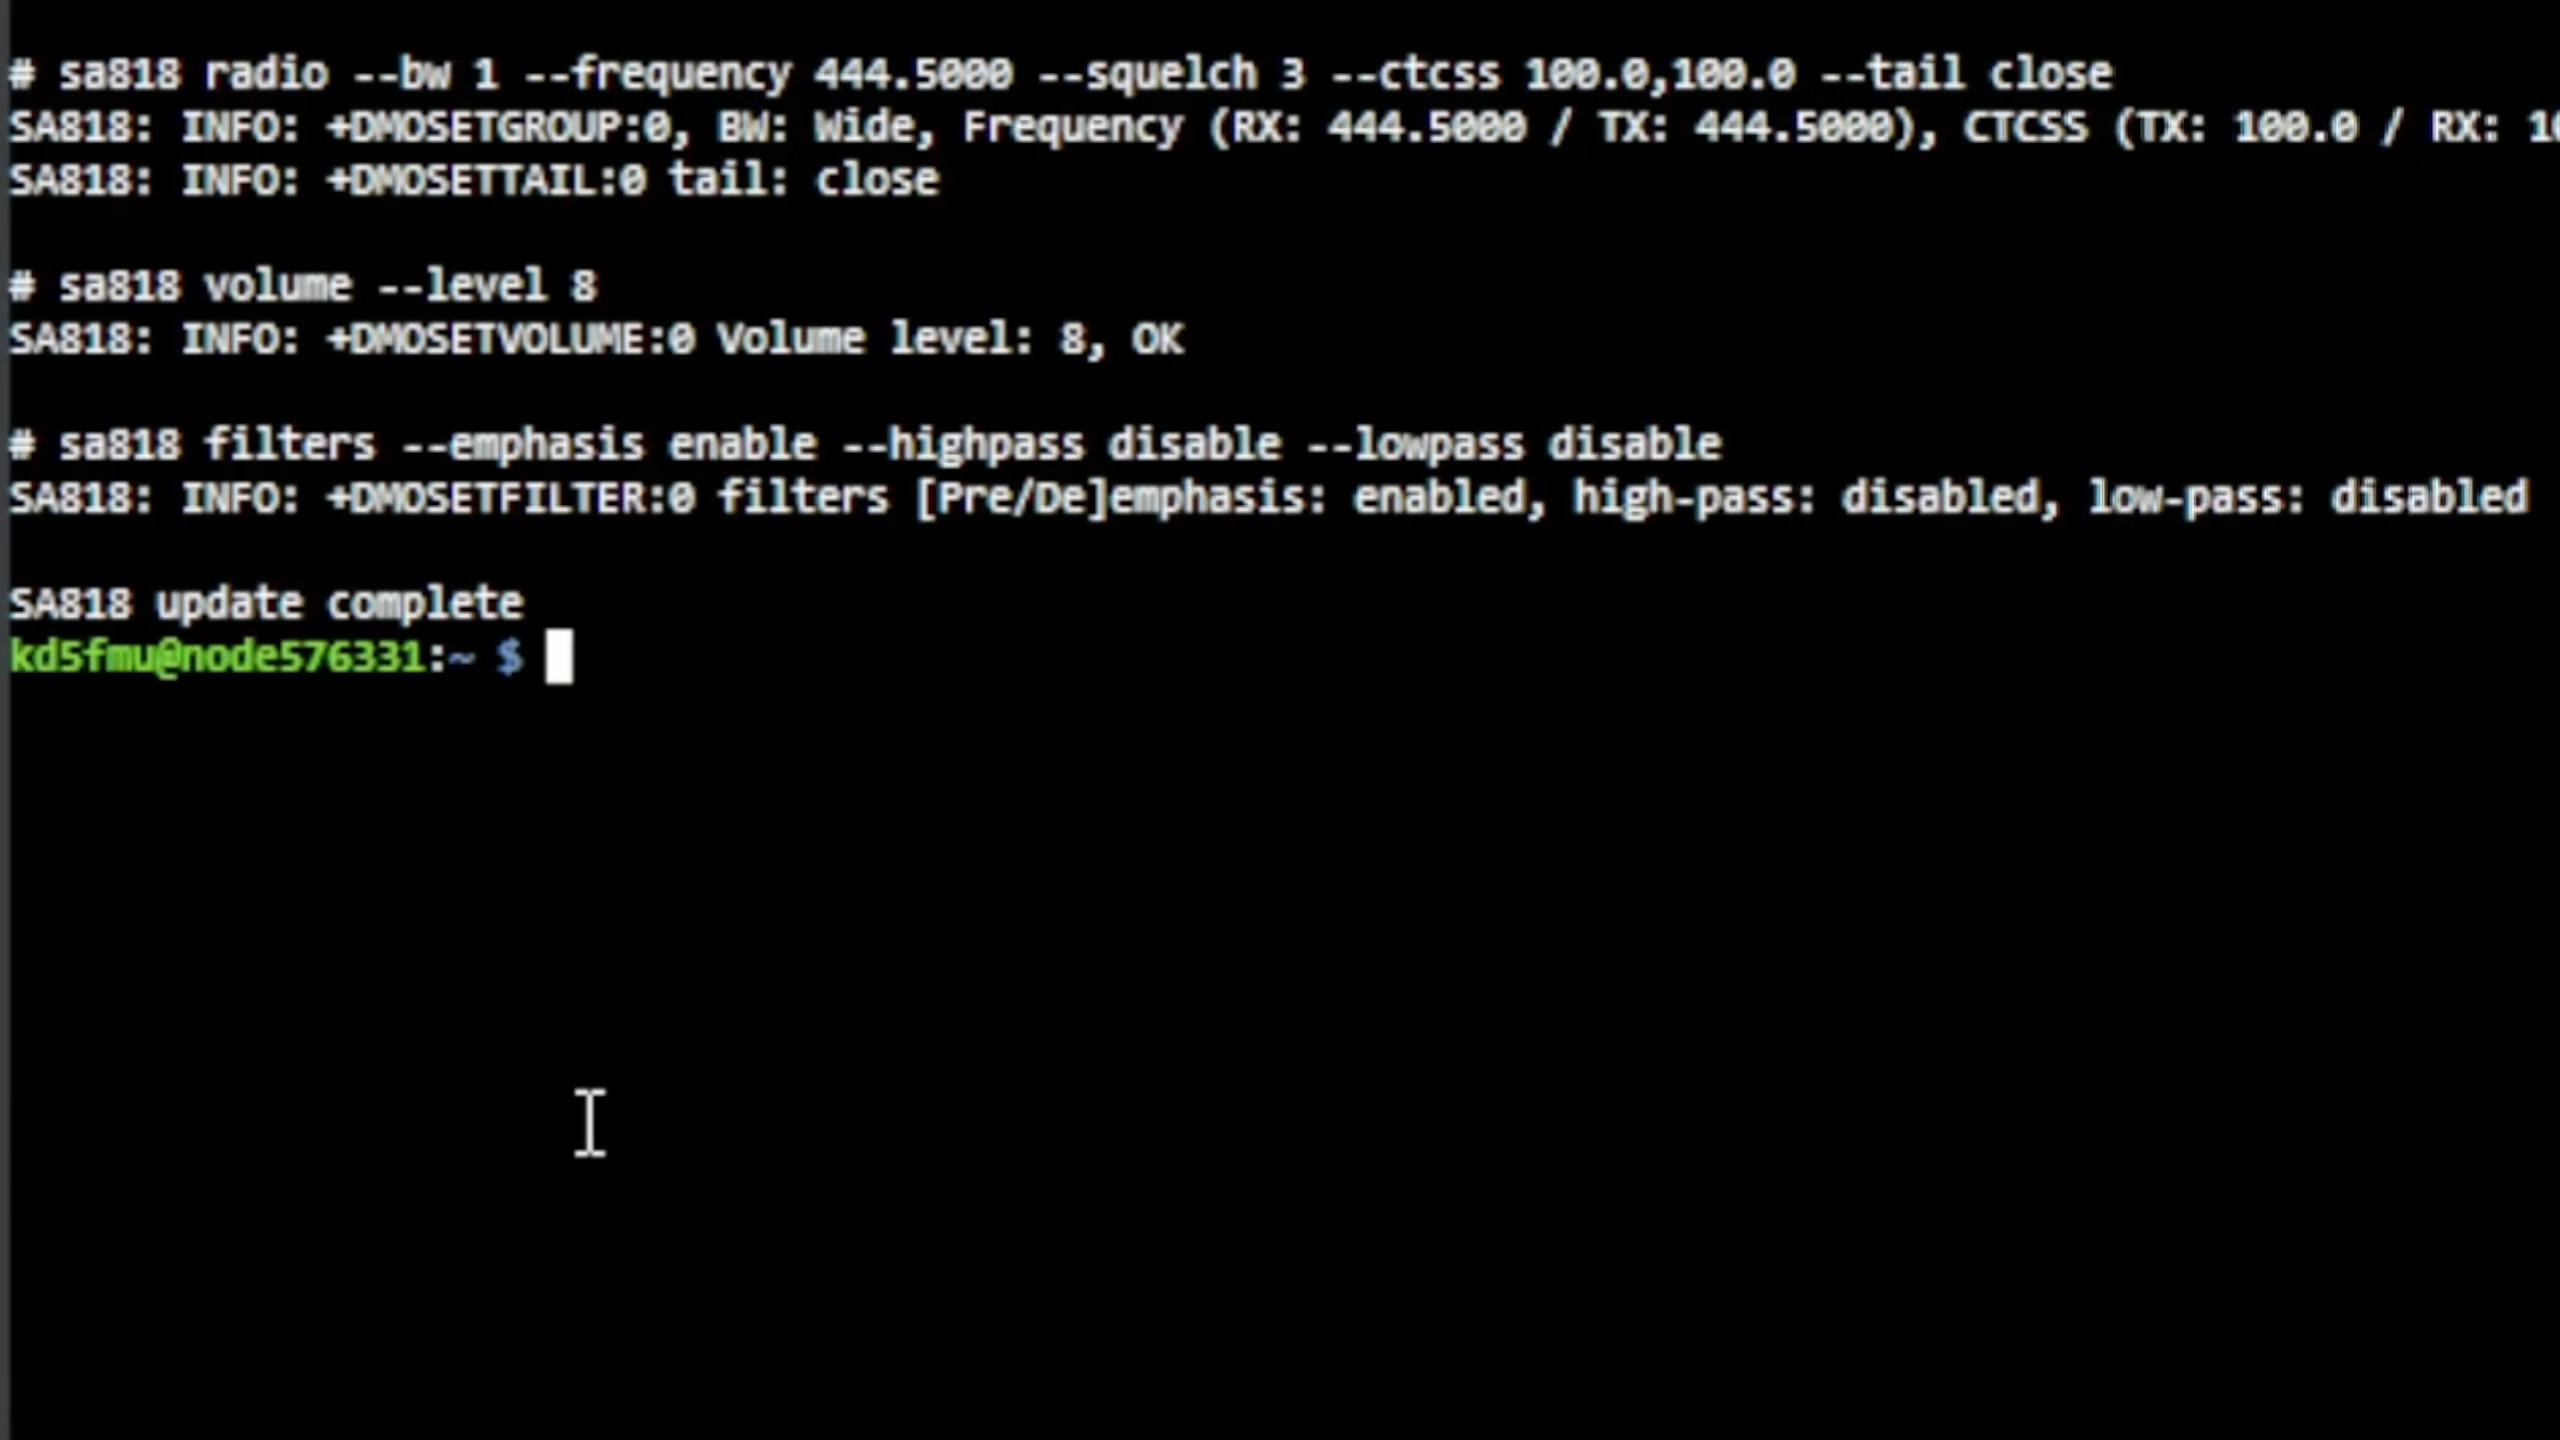 # sa818 radio --bw 1 --frequency 444.5000 --squelch 3 --ctcss 100.0,100.0 --tail close
SA818: INFO: +DMOSETGROUP:0, BW: Wide, Frequency (RX: 444.5000 / TX: 444.5000), CTCSS (TX: 100.0 / RX: 10
SA818: INFO: +DMOSETTAIL:0 tail: close
# sa818 volume --level 8
SA818: INFO: +DMOSETVOLUME:0 Volume level: 8, OK
# sa818 filters --emphasis enable --highpass disable --lowpass disable
SA818: INFO: +DMOSETFILTER:0 filters [Pre/De]emphasis: enabled, high-pass: disabled, low-pass: disabled
SA818 update complete
kd5fmu@node576331:~ $